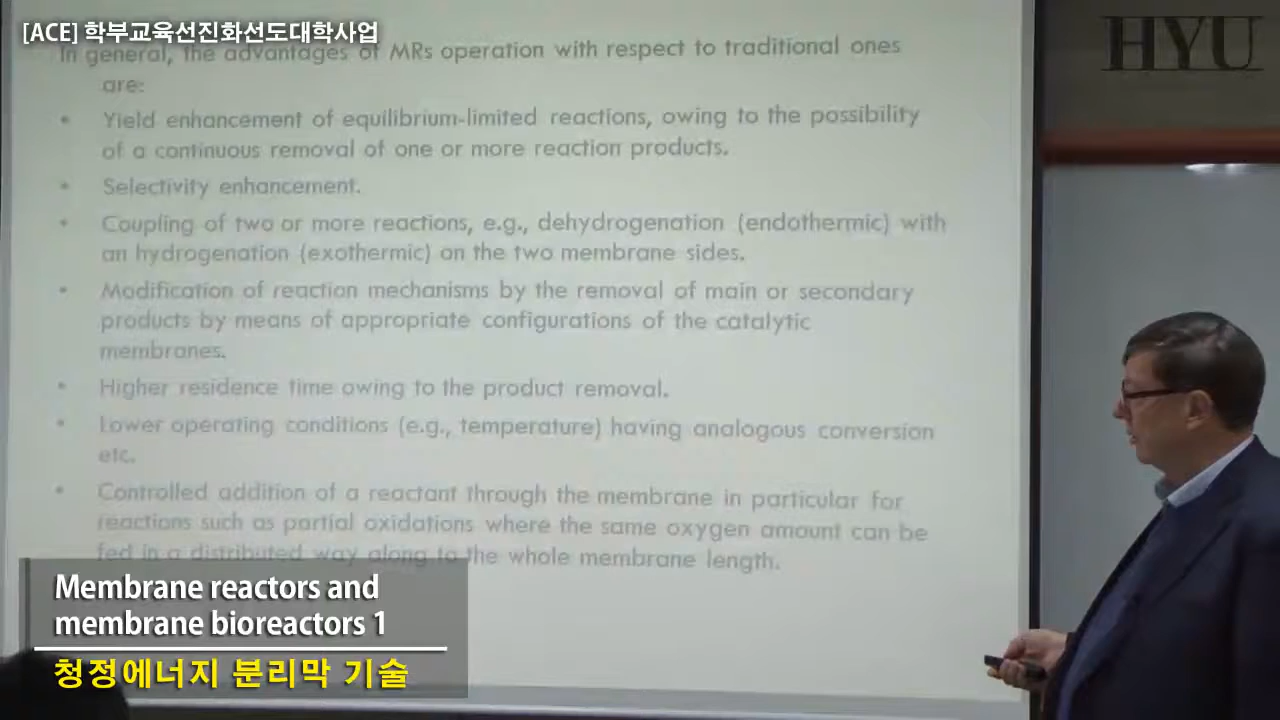 [ACE] 학부교육선진화선도대학사업
HYU
In general, the advantages of MRs operation with respect to traditional ones
are:
• Yield enhancement of equilibrium-limited reactions, owing to the possibility
of a continuous removal of one or more reaction products.
• Selectivity enhancement.
• Coupling of two or more reactions, e.g., dehydrogenation (endothermic) with
an hydrogenation (exothermic) on the two membrane sides.
• Modification of reaction mechanisms by the removal of main or secondary
products by means of appropriate configurations of the catalytic
membranes.
• Higher residence time owing to the product removal.
• Lower operating conditions (e.g., temperature) having analogous conversion
etc.
• Controlled addition of a reactant through the membrane in particular for
reactions such as partial oxidations where the same oxygen amount can be
fed in a distributed way along to the whole membrane length.
Membrane reactors and
membrane bioreactors 1
청정에너지 분리막 기술